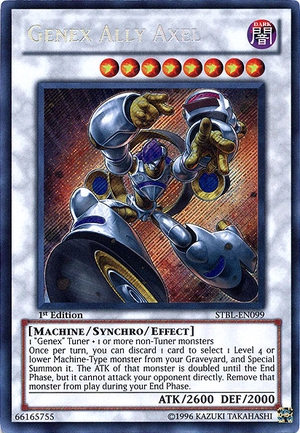 GENEX ALLY AXEL
DARK
闇
1st Edition
STBL-EN099
[MACHINE/SYNCHRO/EFFECT]
1 "Genex" Tuner + 1 or more non-Tuner monsters
Once per turn, you can discard 1 card to select 1 Level 4 or
lower Machine-Type monster from your Graveyard, and Special
Summon it. The ATK of that monster is doubled until the End
Phase, but it cannot attack your opponent directly. Remove that
monster from play during your End Phase.
ATK/2600 DEF/2000
66165755
©1996 KAZUKI TAKAHASHI